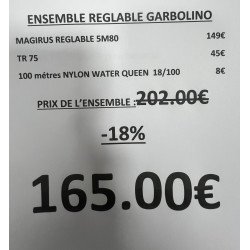 ENSEMBLE REGLABLE GARBOLINO
MAGIRUS REGLABLE 5M80 149€
TR 75 45€
100 métres NYLON WATER QUEEN 18/100 8€
PRIX DE L'ENSEMBLE : 202.00€
-18%
165.00€